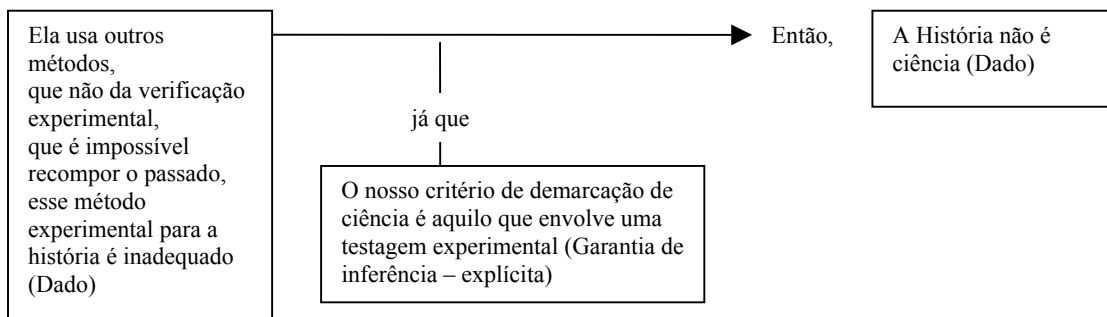 Ela usa outros
métodos,
que não da verificação
experimental,
que é impossível
recompor o passado,
esse método
experimental para a
história é inadequado
(Dado)
Então,
A História não é
ciência (Dado)
já que
O nosso critério de demarcação de
ciência é aquilo que envolve uma
testagem experimental (Garantia de
inferência – explícita)